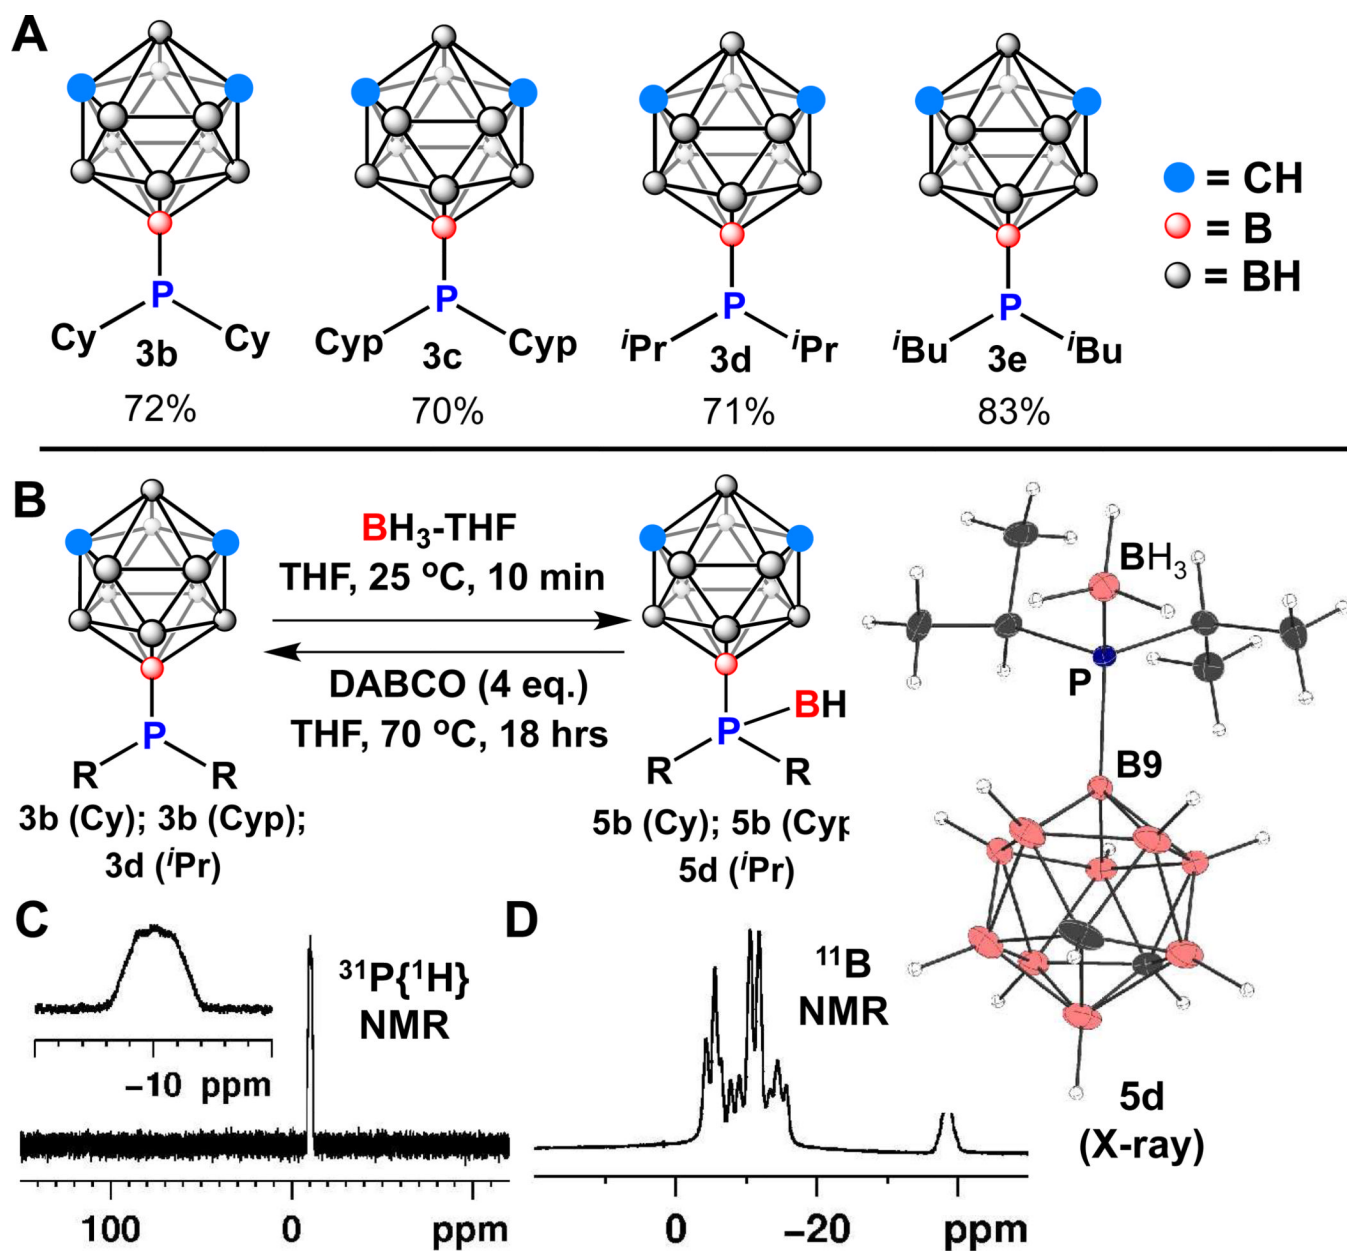 A
= CH
= B
= BH
P P P P
Cy Cy Cyp Cyp ⁱPr ⁱPr ⁱBu ⁱBu
3b 3c 3d 3e
72% 70% 71% 83%
B
BH₃-THF
THF, 25 °C, 10 min
DABCO (4 eq.)
THF, 70 °C, 18 hrs
P
R R
3b (Cy); 3b (Cyp);
3d (ⁱPr)
BH
P
R R
5b (Cy); 5b (Cyp
5d (ⁱPr)
BH₃
P
B9
5d
(X-ray)
C
³¹P{¹H}
NMR
−10 ppm
100 0 ppm
D
¹¹B
NMR
0 −20 ppm